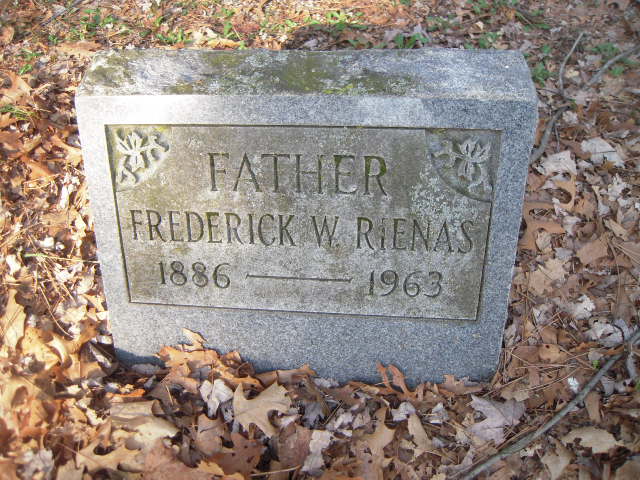 FATHER
FREDERICK W. RIENAS
1886 — 1963